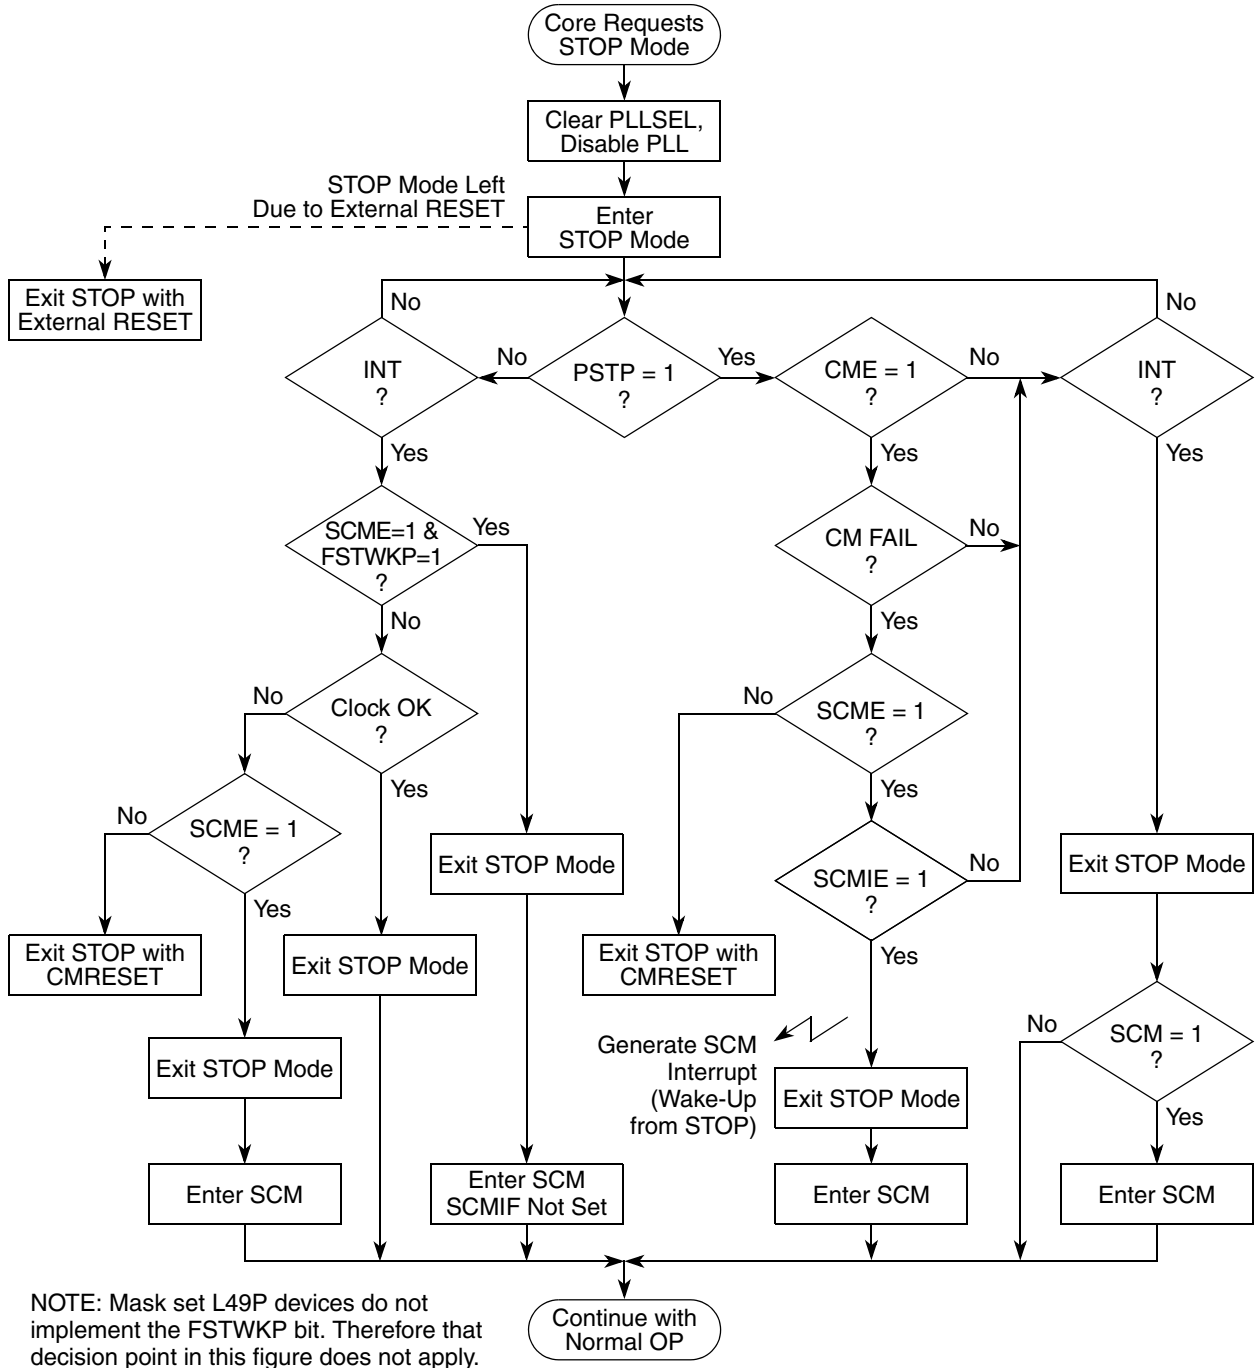 Core Requests
STOP Mode
Clear PLLSEL,
Disable PLL
STOP Mode Left
Due to External RESET
Enter
STOP Mode
Exit STOP with
External RESET
No
No
INT
?
No
PSTP = 1
?
Yes
CME = 1
?
No
INT
?
Yes
Yes
Yes
SCME=1 &
FSTWKP=1
?
Yes
CM FAIL
?
No
No
Yes
No
Clock OK
?
No
SCME = 1
?
Yes
Yes
No
SCME = 1
?
Exit STOP Mode
SCMIE = 1
?
No
Exit STOP Mode
Yes
Yes
Exit STOP with
CMRESET
Exit STOP Mode
Exit STOP with
CMRESET
Generate SCM
Interrupt
(Wake-Up
from STOP)
No
SCM = 1
?
Exit STOP Mode
Exit STOP Mode
Yes
Enter SCM
Enter SCM
SCMIF Not Set
Enter SCM
Enter SCM
NOTE: Mask set L49P devices do not
implement the FSTWKP bit. Therefore that
decision point in this figure does not apply.
Continue with
Normal OP